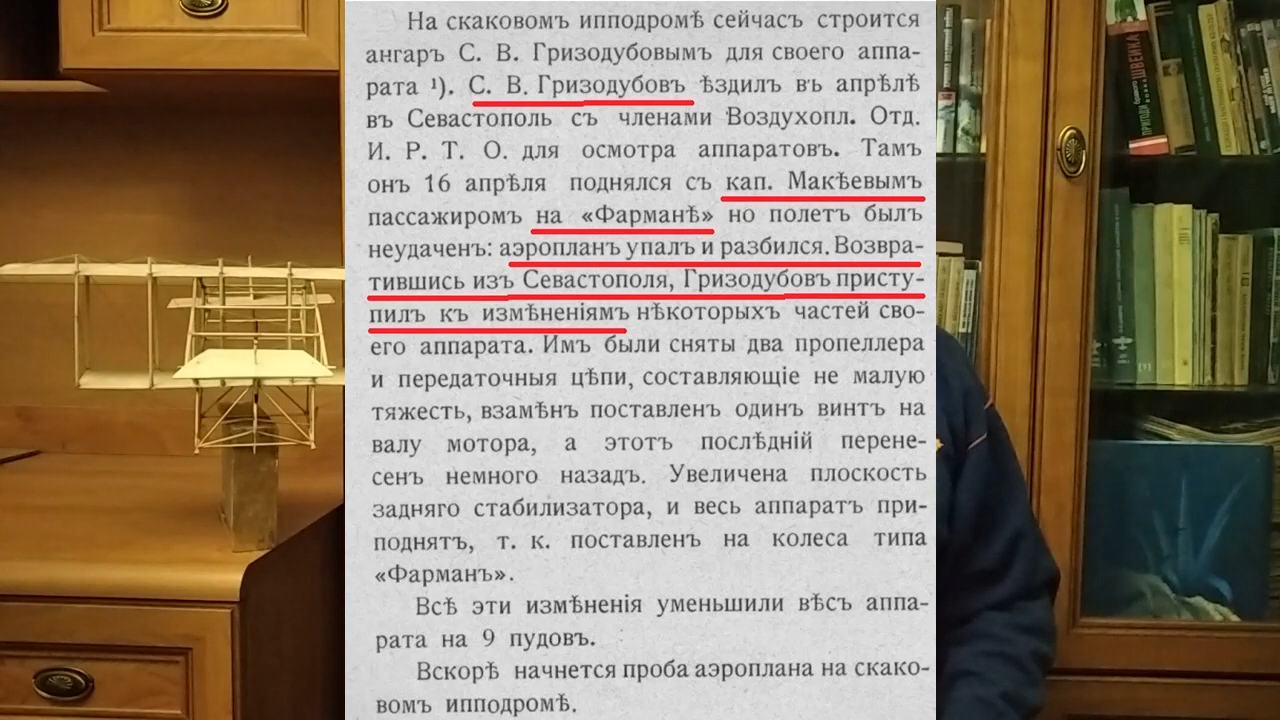 На скаковомъ ипподромѣ сейчасъ строится
ангаръ С. В. Гризодубовымъ для своего аппа-
рата ¹). С. В. Гризодубовъ ѣздилъ въ апрѣлѣ
въ Севастополь съ членами Воздухопл. Отд.
И. Р. Т. О. для осмотра аппаратовъ. Тамъ
онъ 16 апрѣля поднялся съ кап. Макѣевымъ
пассажиромъ на «Фарманѣ» но полетъ былъ
неудаченъ: аэропланъ упалъ и разбился. Возвра-
тившись изъ Севастополя, Гризодубовъ присту-
пилъ къ измѣненіямъ нѣкоторыхъ частей сво-
его аппарата. Имъ были сняты два пропеллера
и передаточныя цѣпи, составляющіе не малую
тяжесть, взамѣнъ поставленъ одинъ винтъ на
валу мотора, а этотъ послѣдній перене-
сенъ немного назадъ. Увеличена плоскость
задняго стабилизатора, и весь аппаратъ при-
поднятъ, т. к. поставленъ на колеса типа
«Фарманъ».
Всѣ эти измѣненія уменьшили вѣсъ аппа-
рата на 9 пудовъ.
Вскорѣ начнется проба аэроплана на скако-
вомъ ипподромѣ.
ШВЕЙКА